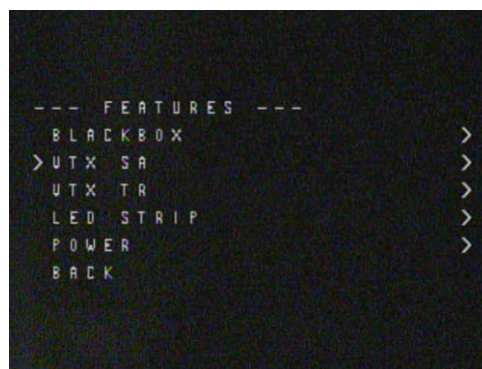 --- FEATURES ---
BLACKBOX >
>VTX SA >
VTX TR >
LED STRIP >
POWER >
BACK